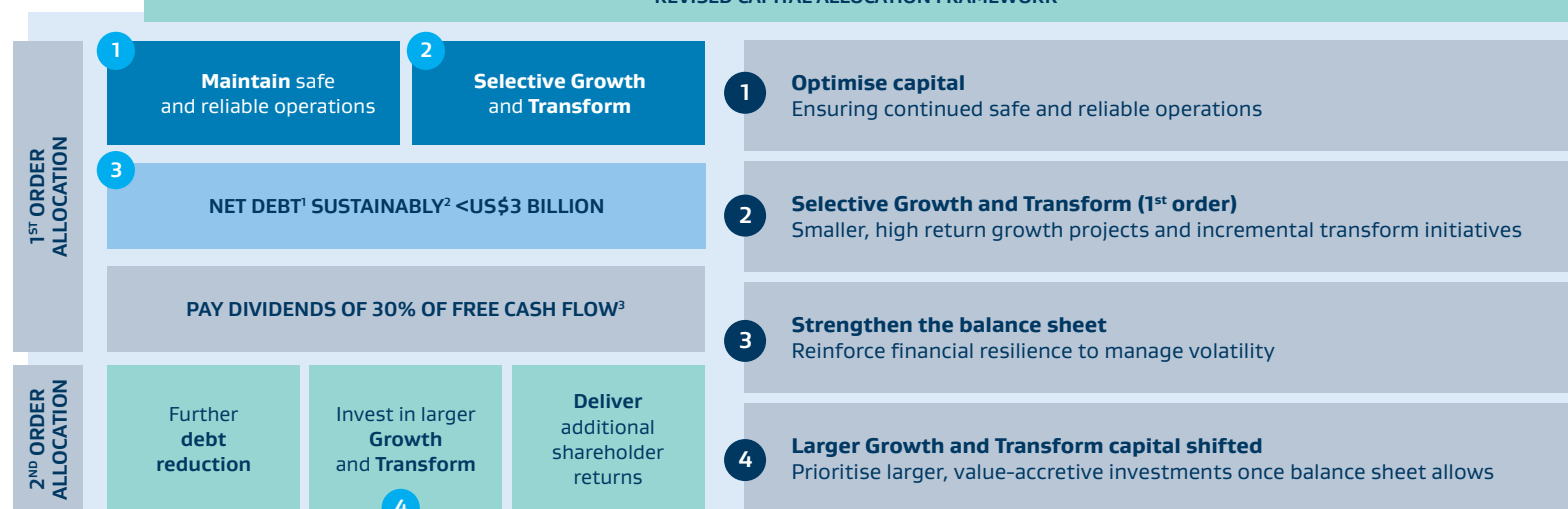 REVISED CAPITAL ALLOCATION FRAMEWORK
1ST ORDER
ALLOCATION
1
Maintain safe
and reliable operations
2
Selective Growth
and Transform
3
NET DEBT¹ SUSTAINABLY² <US$3 BILLION
PAY DIVIDENDS OF 30% OF FREE CASH FLOW³
2ND ORDER
ALLOCATION
Further
debt
reduction
Invest in larger
Growth
and Transform
4
Deliver
additional
shareholder
returns
1
Optimise capital
Ensuring continued safe and reliable operations
2
Selective Growth and Transform (1st order)
Smaller, high return growth projects and incremental transform initiatives
3
Strengthen the balance sheet
Reinforce financial resilience to manage volatility
4
Larger Growth and Transform capital shifted
Prioritise larger, value-accretive investments once balance sheet allows